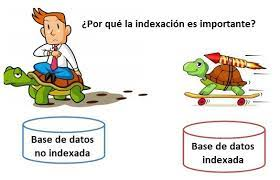 ¿Por qué la indexación es importante?
Base de datos
no indexada
Base de datos
indexada